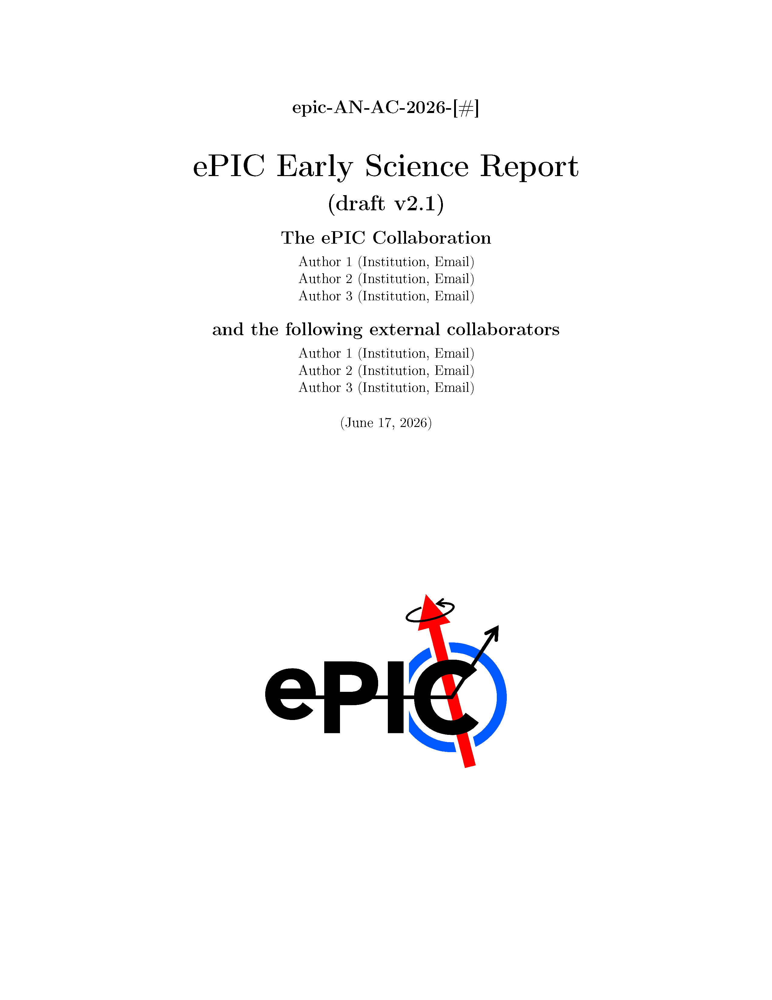 epic-AN-AC-2026-[#]
ePIC Early Science Report
(draft v2.1)
The ePIC Collaboration
Author 1 (Institution, Email)
Author 2 (Institution, Email)
Author 3 (Institution, Email)
and the following external collaborators
Author 1 (Institution, Email)
Author 2 (Institution, Email)
Author 3 (Institution, Email)
(June 17, 2026)
ePIC